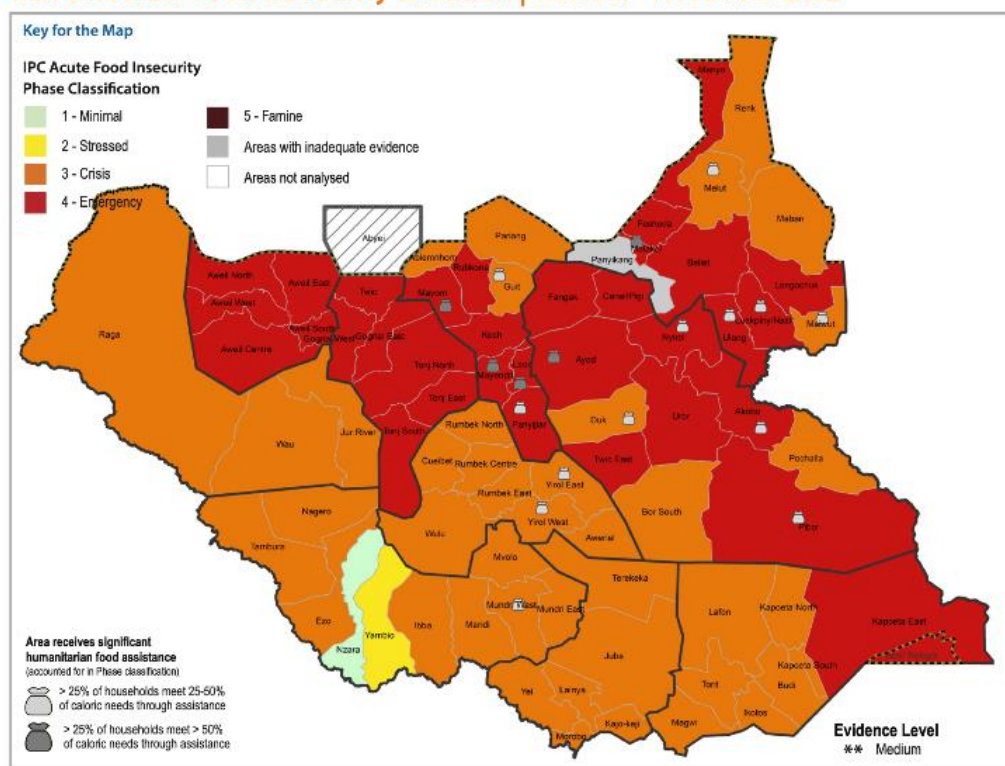 Key for the Map
IPC Acute Food Insecurity
Phase Classification
1 - Minimal
2 - Stressed
3 - Crisis
4 - Emergency
5 - Famine
Areas with inadequate evidence
Areas not analysed
Manyo
Renk
Melut
Maban
Fashoda
Malakal
Panyikang
Baliet
Longochuk
Luakpiny/Nasir
Maiwut
Ulang
Abyei
Pariang
Abiemnhom
Rubkona
Guit
Mayom
Koch
Leer
Mayendit
Panyijiar
Fangak
Canal/Pigi
Nyirol
Ayod
Duk
Uror
Akobo
Twic East
Pochalla
Bor South
Pibor
Raga
Aweil North
Aweil East
Aweil West
Aweil South
Aweil Centre
Twic
Gogrial West
Gogrial East
Tonj North
Tonj East
Tonj South
Jur River
Wau
Rumbek North
Cueibet
Rumbek Centre
Rumbek East
Wulu
Yirol East
Yirol West
Awerial
Nagero
Tambura
Ezo
Nzara
Yambio
Ibba
Maridi
Mvolo
Mundri West
Mundri East
Terekeka
Juba
Yei
Lainya
Morobo
Kajo-keji
Lafon
Kapoeta North
Kapoeta East
Kapoeta South
Torit
Budi
Ikotos
Magwi
Area receives significant
humanitarian food assistance
(accounted for in Phase classification)
> 25% of households meet 25-50%
of caloric needs through assistance
> 25% of households meet > 50%
of caloric needs through assistance
Evidence Level
** Medium